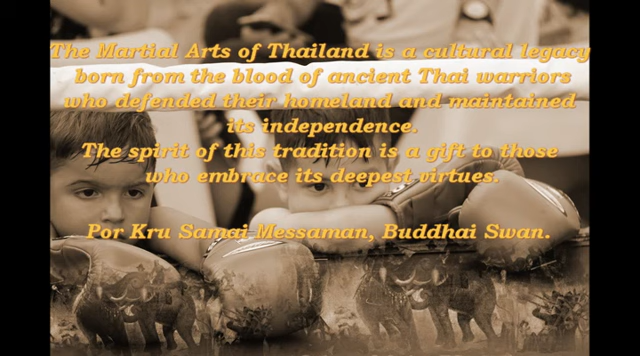 The Martial Arts of Thailand is a cultural legacy
born from the blood of ancient Thai warriors
who defended their homeland and maintained
its independence.
The spirit of this tradition is a gift to those
who embrace its deepest virtues.
Por Kru Samai Messaman, Buddhai Swan.